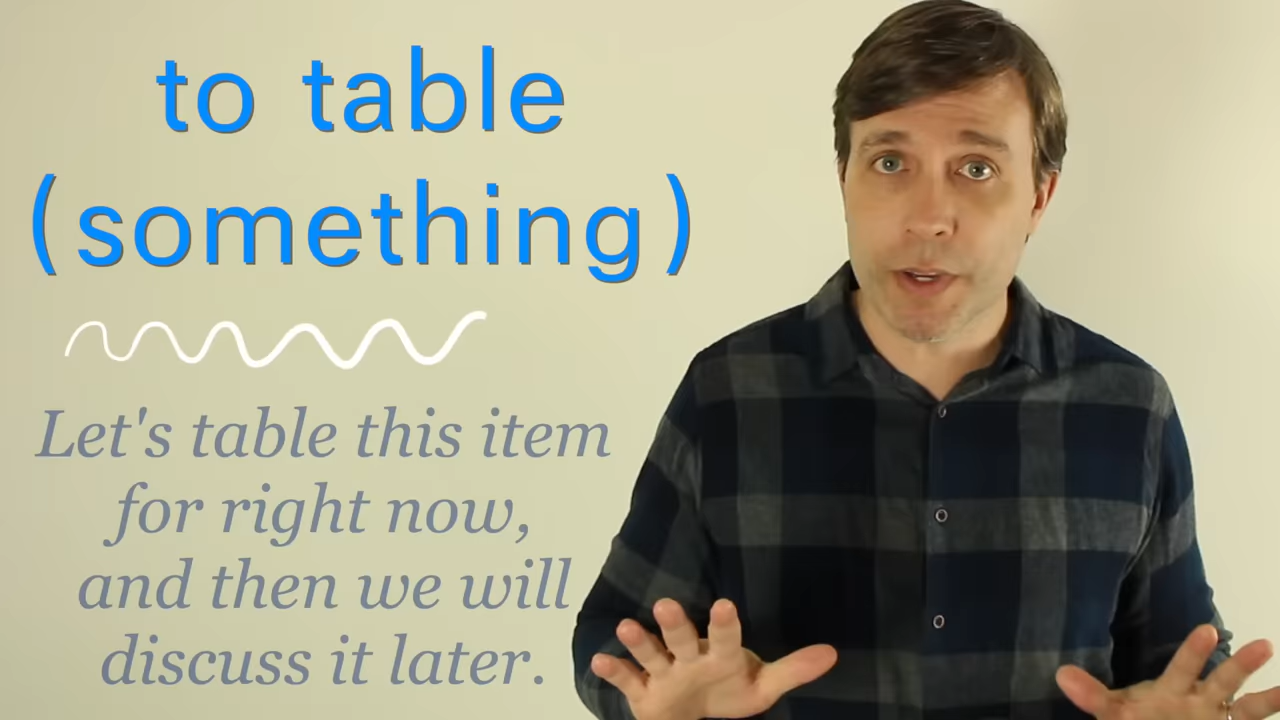 to table
(something)
Let's table this item
for right now,
and then we will
discuss it later.